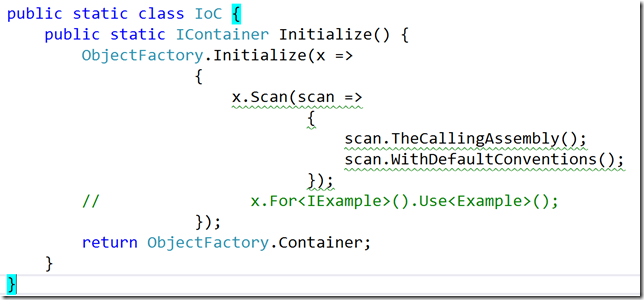 public static class IoC {
    public static IContainer Initialize() {
        ObjectFactory.Initialize(x =>
                    {
                        x.Scan(scan =>
                                {
                                    scan.TheCallingAssembly();
                                    scan.WithDefaultConventions();
                                });
        //                x.For<IExample>().Use<Example>();
                    });
        return ObjectFactory.Container;
    }
}